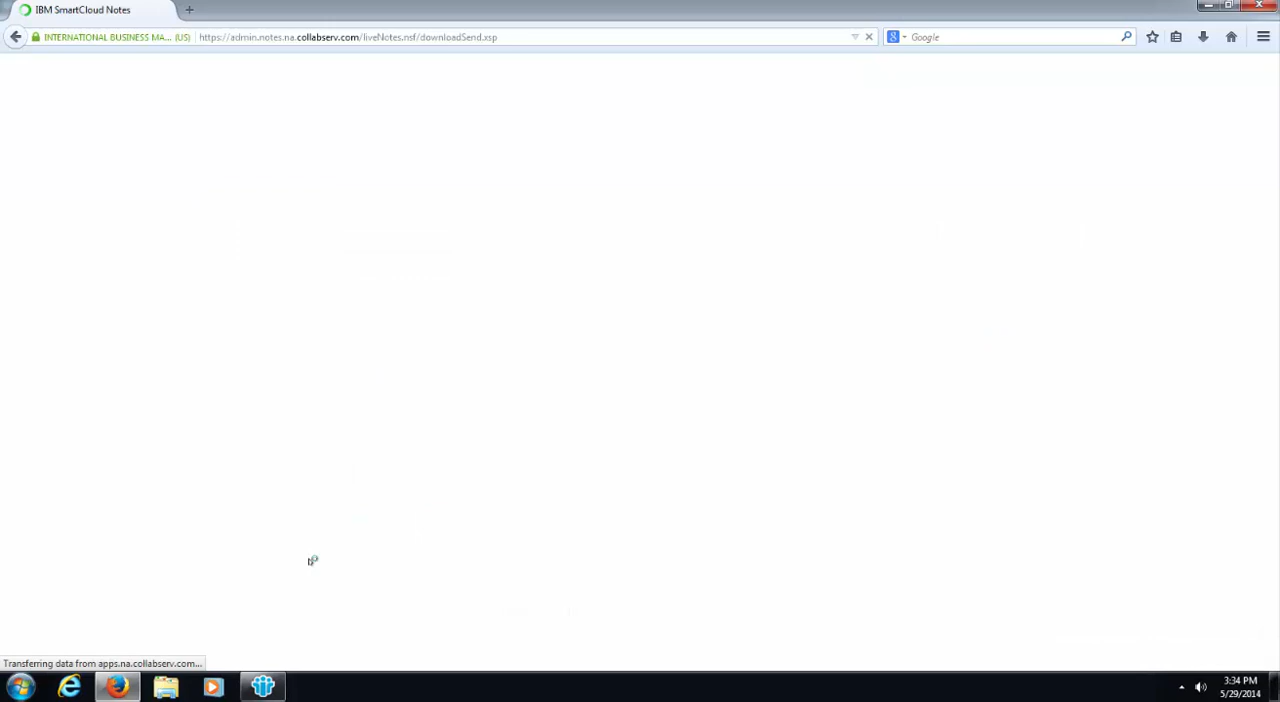 IBM SmartCloud Notes
INTERNATIONAL BUSINESS MA... (US)
https://admin.notes.na.collabserv.com/liveNotes.nsf/downloadSend.xsp
Google
Transferring data from apps.na.collabserv.com...
3:34 PM
5/29/2014